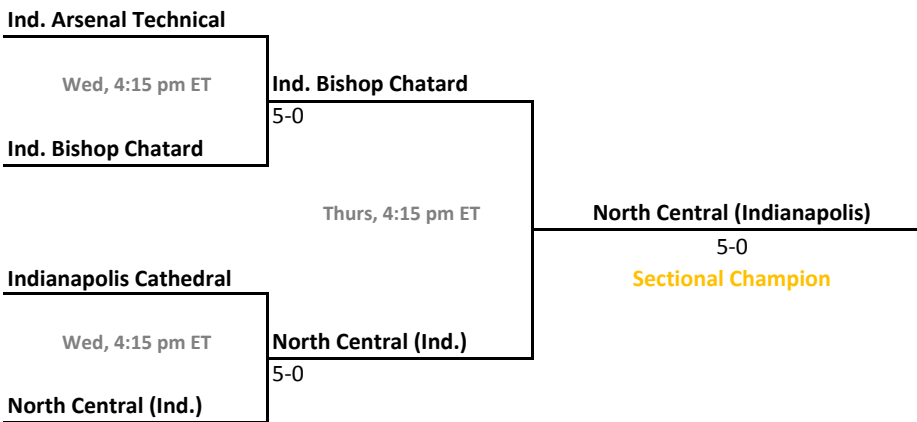 Ind. Arsenal Technical
Wed, 4:15 pm ET
Ind. Bishop Chatard
5-0
Ind. Bishop Chatard
Thurs, 4:15 pm ET
North Central (Indianapolis)
5-0
Sectional Champion
Indianapolis Cathedral
Wed, 4:15 pm ET
North Central (Ind.)
5-0
North Central (Ind.)